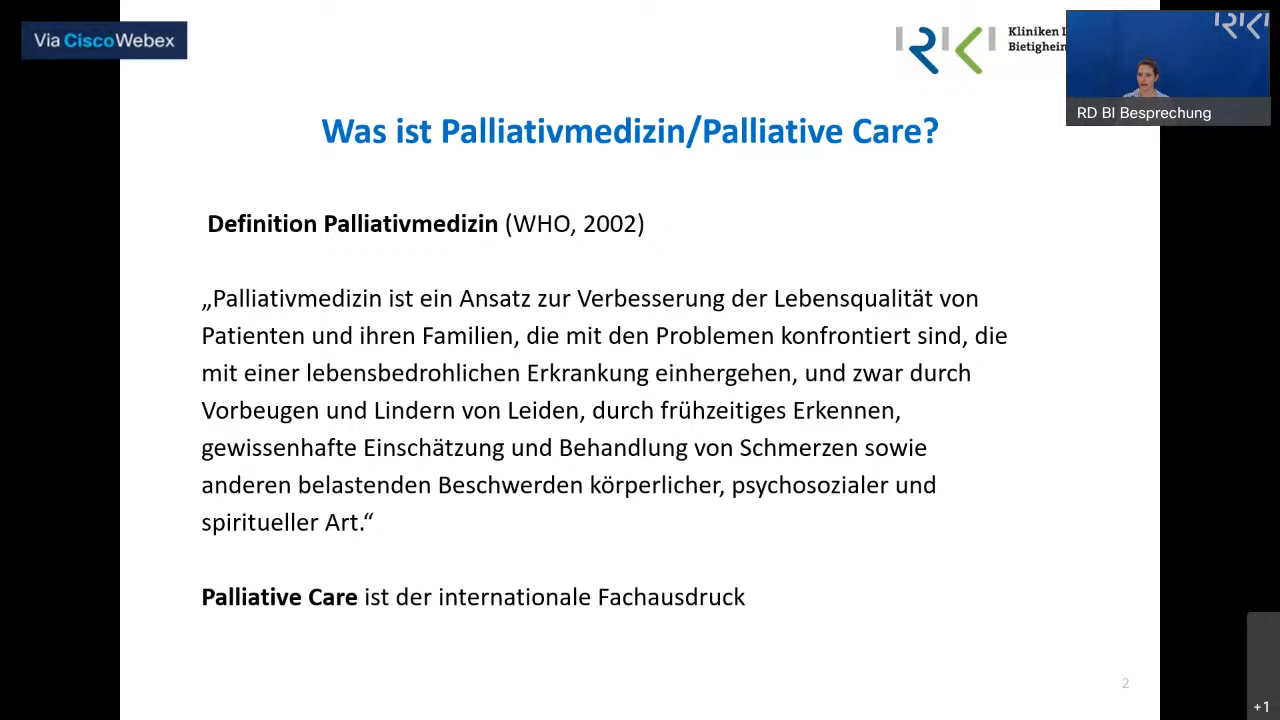 Via CiscoWebex
Kliniken
Bietigheim
RD BI Besprechung
Was ist Palliativmedizin/Palliative Care?
Definition Palliativmedizin (WHO, 2002)
„Palliativmedizin ist ein Ansatz zur Verbesserung der Lebensqualität von
Patienten und ihren Familien, die mit den Problemen konfrontiert sind, die
mit einer lebensbedrohlichen Erkrankung einhergehen, und zwar durch
Vorbeugen und Lindern von Leiden, durch frühzeitiges Erkennen,
gewissenhafte Einschätzung und Behandlung von Schmerzen sowie
anderen belastenden Beschwerden körperlicher, psychosozialer und
spiritueller Art.“
Palliative Care ist der internationale Fachausdruck
2
+1